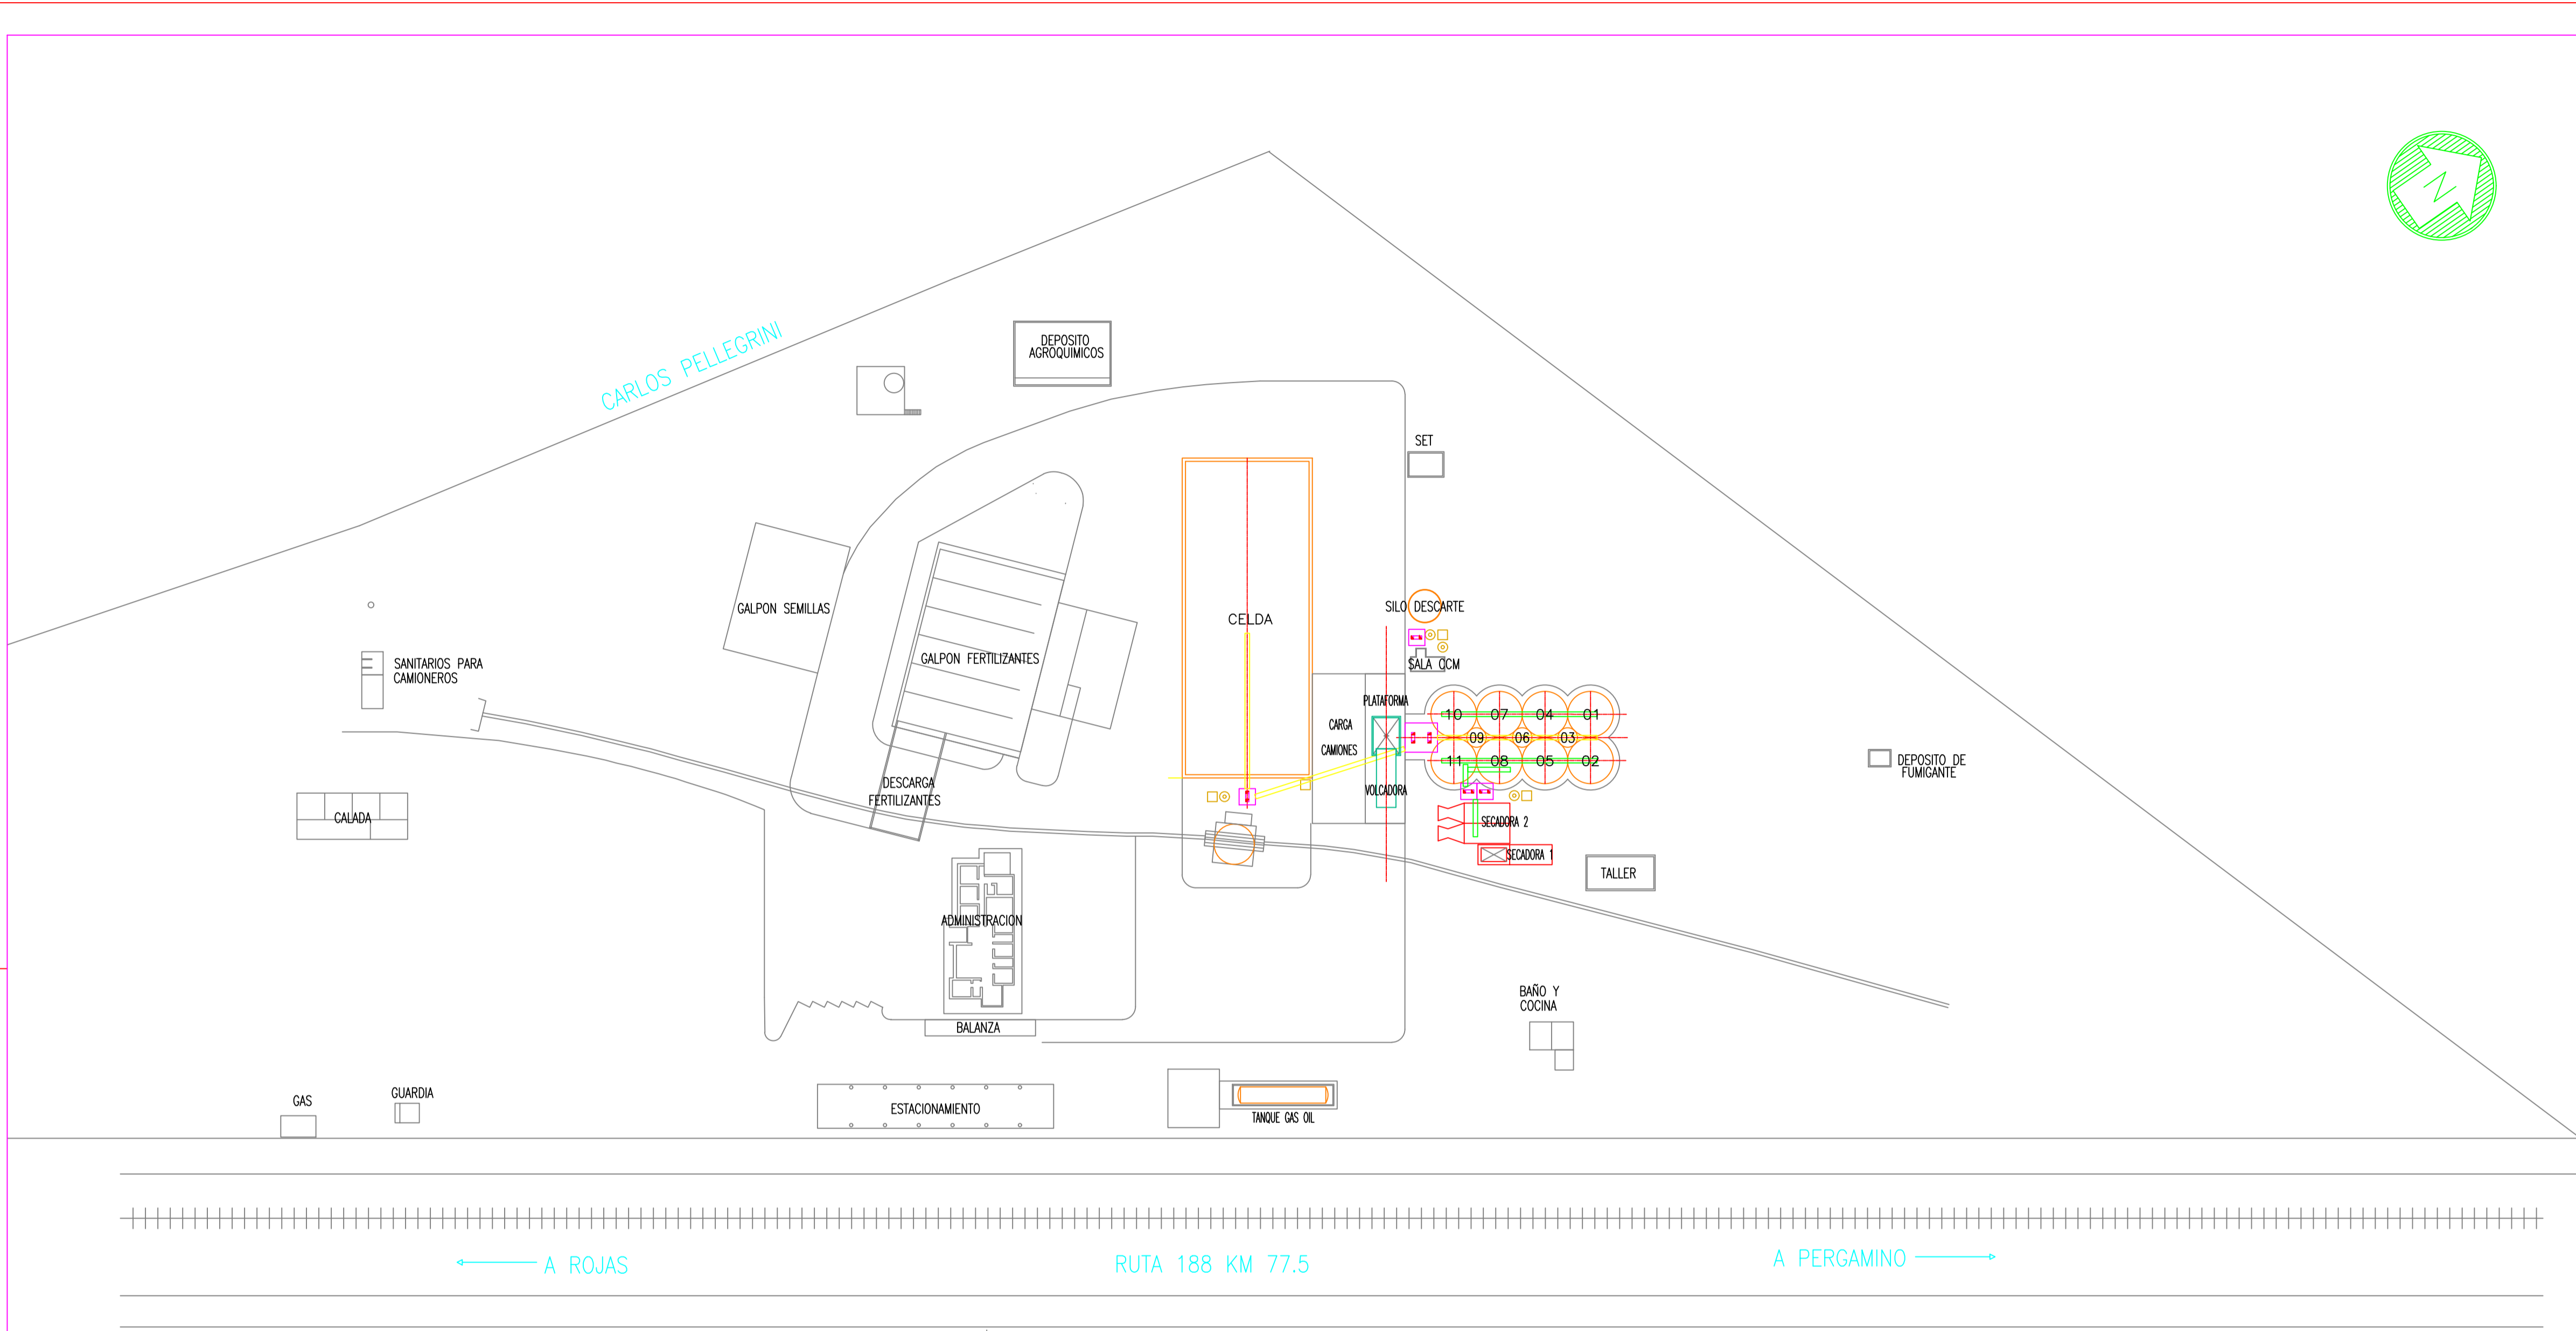 N
CARLOS PELLEGRINI
DEPOSITO
AGROQUIMICOS
SET
GALPON SEMILLAS
SILO DESCARTE
CELDA
GALPON FERTILIZANTES
SANITARIOS PARA
CAMIONEROS
SALA CCM
PLATAFORMA
CARGA
CAMIONES
10 07 04 01
09 06 03
11 08 05 02
DEPOSITO DE
FUMIGANTE
DESCARGA
FERTILIZANTES
VOLCADORA
CALADA
SECADORA 2
SECADORA 1
TALLER
ADMINISTRACION
BAÑO Y
COCINA
BALANZA
GAS
GUARDIA
ESTACIONAMIENTO
TANQUE GAS OIL
A ROJAS
RUTA 188 KM 77.5
A PERGAMINO